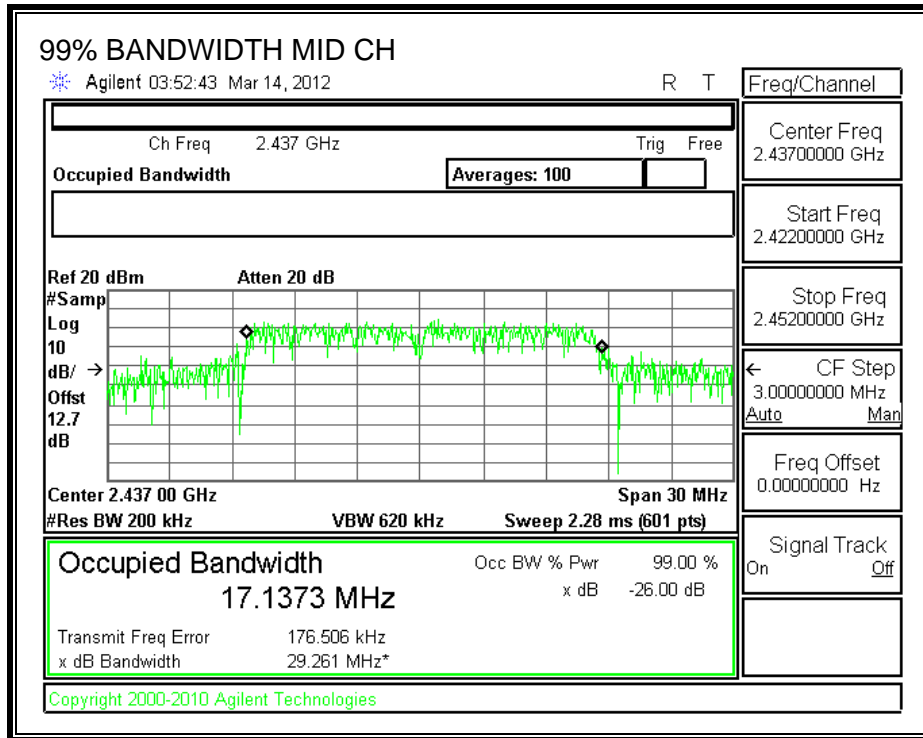 99% BANDWIDTH MID CH
Agilent 03:52:43 Mar 14, 2012 R T
Freq/Channel
Ch Freq 2.437 GHz Trig Free
Occupied Bandwidth Averages: 100
Center Freq
2.43700000 GHz
Start Freq
2.42200000 GHz
Stop Freq
2.45200000 GHz
← CF Step
3.00000000 MHz
Auto Man
Freq Offset
0.00000000 Hz
Signal Track
On Off
Ref 20 dBm Atten 20 dB
#Samp
Log
10
dB/ →
Offst
12.7
dB
Center 2.437 00 GHz Span 30 MHz
#Res BW 200 kHz VBW 620 kHz Sweep 2.28 ms (601 pts)
Occupied Bandwidth Occ BW % Pwr 99.00 %
17.1373 MHz x dB -26.00 dB
Transmit Freq Error 176.506 kHz
x dB Bandwidth 29.261 MHz*
Copyright 2000-2010 Agilent Technologies